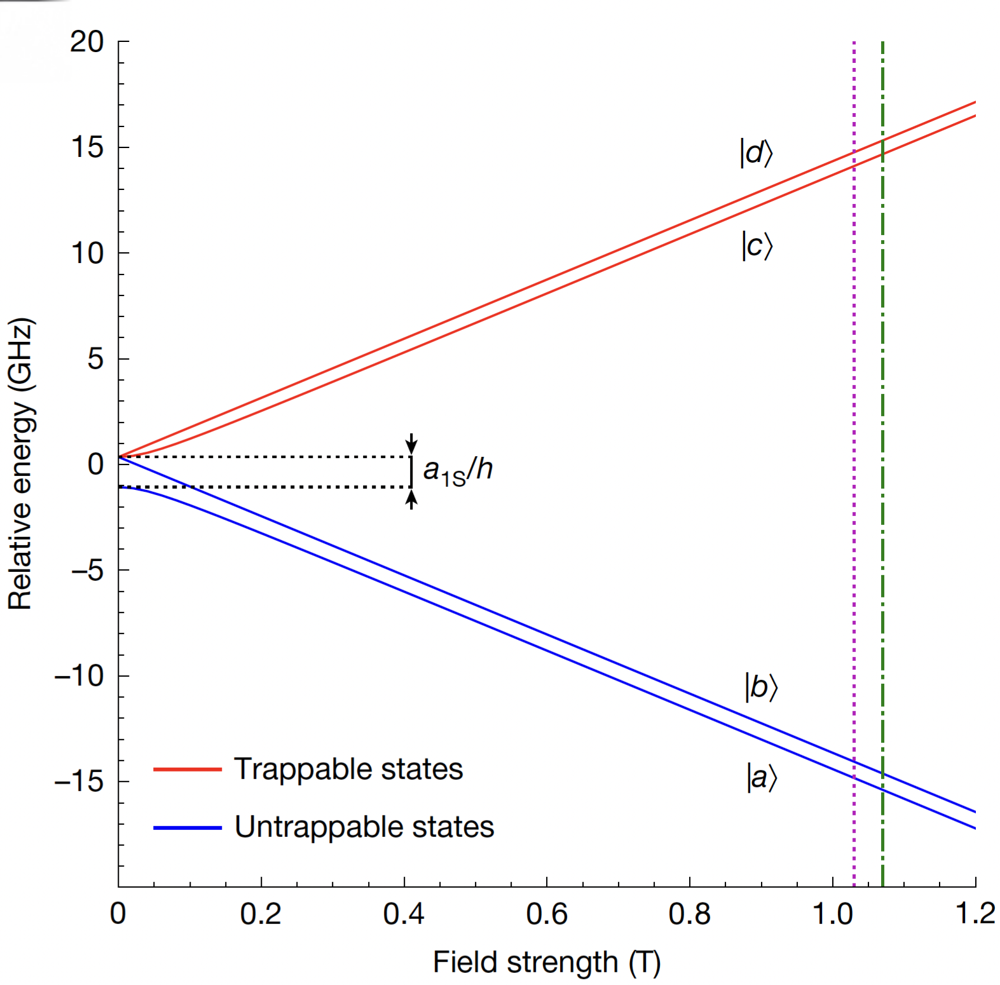 20
15
10
5
0
−5
−10
−15
Relative energy (GHz)
|d⟩
|c⟩
a1S/h
|b⟩
|a⟩
Trappable states
Untrappable states
0 0.2 0.4 0.6 0.8 1.0 1.2
Field strength (T)